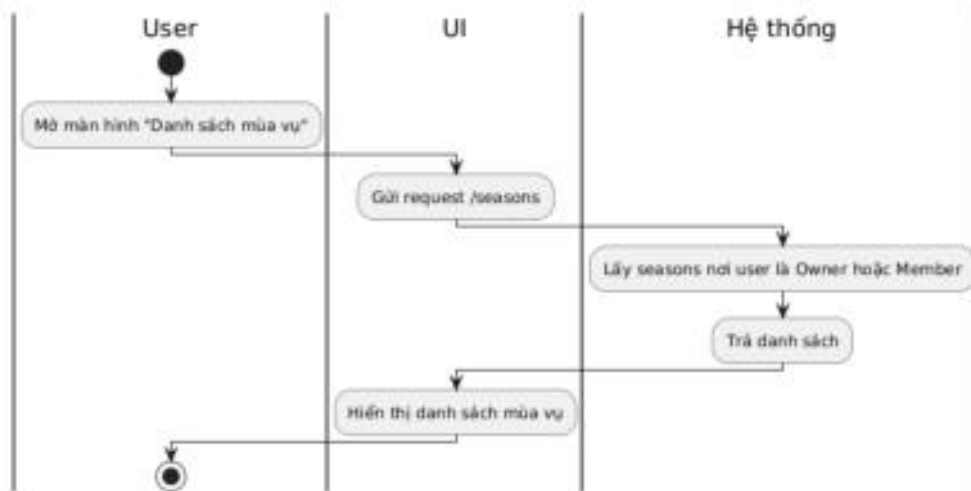 User
UI
Hệ thống
Mở màn hình "Danh sách mùa vụ"
Gửi request /seasons
Lấy seasons nơi user là Owner hoặc Member
Trả danh sách
Hiển thị danh sách mùa vụ